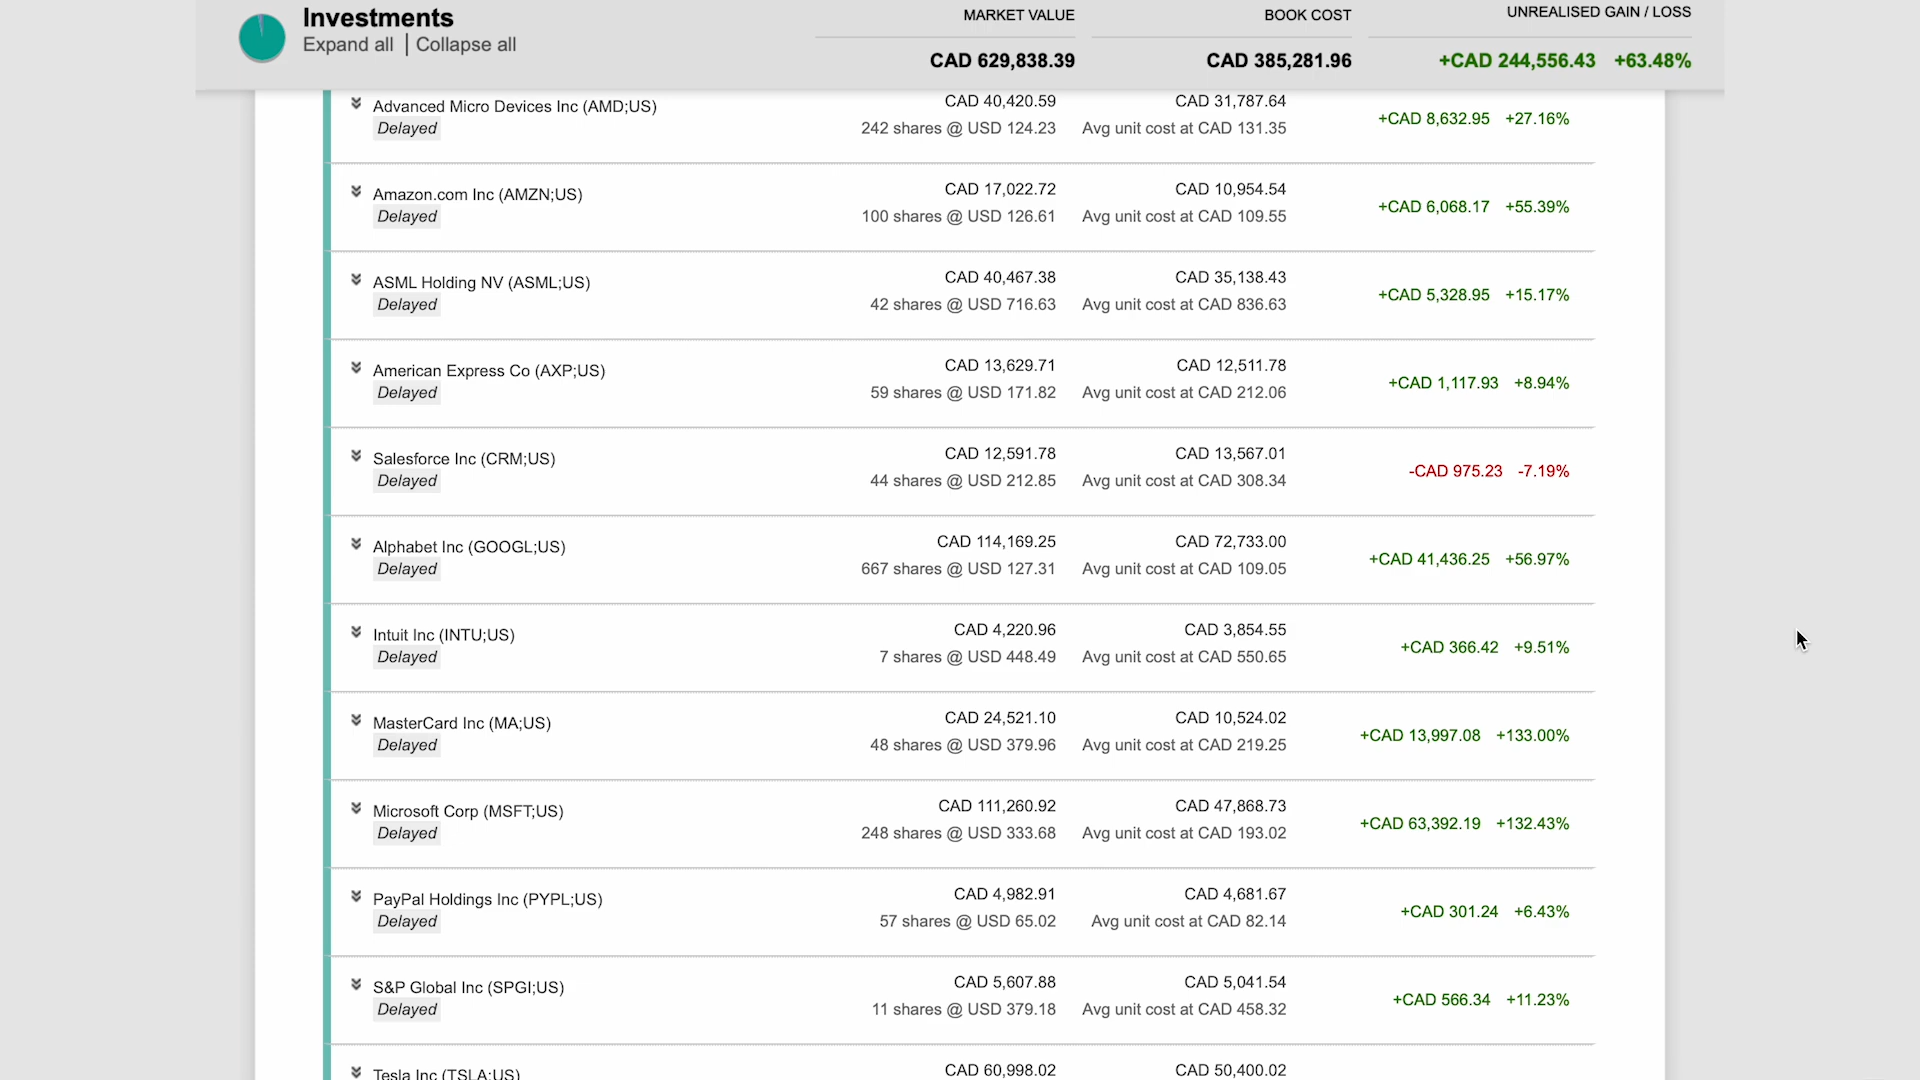 Investments
Expand all | Collapse all
MARKET VALUE
CAD 629,838.39
BOOK COST
CAD 385,281.96
UNREALISED GAIN / LOSS
+CAD 244,556.43 +63.48%
Advanced Micro Devices Inc (AMD;US)
Delayed
CAD 40,420.59
242 shares @ USD 124.23
CAD 31,787.64
Avg unit cost at CAD 131.35
+CAD 8,632.95 +27.16%
Amazon.com Inc (AMZN;US)
Delayed
CAD 17,022.72
100 shares @ USD 126.61
CAD 10,954.54
Avg unit cost at CAD 109.55
+CAD 6,068.17 +55.39%
ASML Holding NV (ASML;US)
Delayed
CAD 40,467.38
42 shares @ USD 716.63
CAD 35,138.43
Avg unit cost at CAD 836.63
+CAD 5,328.95 +15.17%
American Express Co (AXP;US)
Delayed
CAD 13,629.71
59 shares @ USD 171.82
CAD 12,511.78
Avg unit cost at CAD 212.06
+CAD 1,117.93 +8.94%
Salesforce Inc (CRM;US)
Delayed
CAD 12,591.78
44 shares @ USD 212.85
CAD 13,567.01
Avg unit cost at CAD 308.34
-CAD 975.23 -7.19%
Alphabet Inc (GOOGL;US)
Delayed
CAD 114,169.25
667 shares @ USD 127.31
CAD 72,733.00
Avg unit cost at CAD 109.05
+CAD 41,436.25 +56.97%
Intuit Inc (INTU;US)
Delayed
CAD 4,220.96
7 shares @ USD 448.49
CAD 3,854.55
Avg unit cost at CAD 550.65
+CAD 366.42 +9.51%
MasterCard Inc (MA;US)
Delayed
CAD 24,521.10
48 shares @ USD 379.96
CAD 10,524.02
Avg unit cost at CAD 219.25
+CAD 13,997.08 +133.00%
Microsoft Corp (MSFT;US)
Delayed
CAD 111,260.92
248 shares @ USD 333.68
CAD 47,868.73
Avg unit cost at CAD 193.02
+CAD 63,392.19 +132.43%
PayPal Holdings Inc (PYPL;US)
Delayed
CAD 4,982.91
57 shares @ USD 65.02
CAD 4,681.67
Avg unit cost at CAD 82.14
+CAD 301.24 +6.43%
S&P Global Inc (SPGI;US)
Delayed
CAD 5,607.88
11 shares @ USD 379.18
CAD 5,041.54
Avg unit cost at CAD 458.32
+CAD 566.34 +11.23%
Tesla Inc (TSLA;US)
CAD 60,998.02
CAD 50,400.02